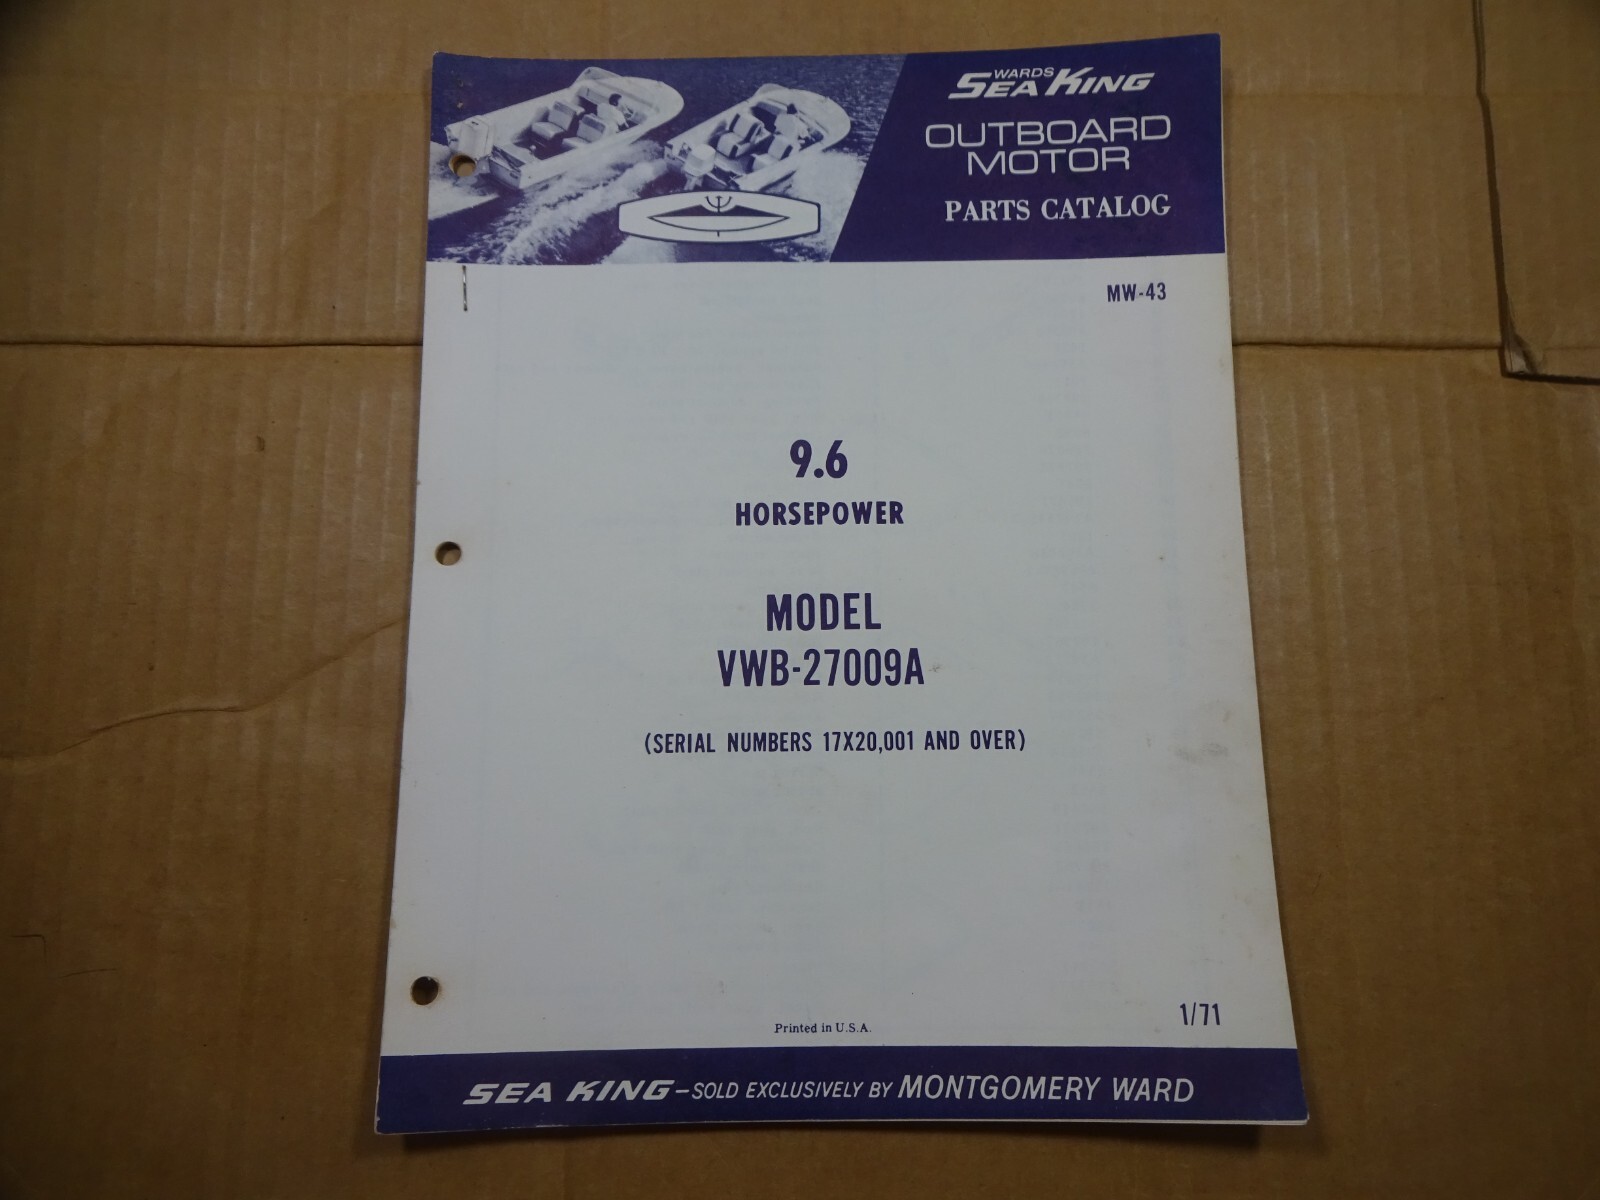 WARDS
SEA KING
OUTBOARD
MOTOR
PARTS CATALOG
MW-43
9.6
HORSEPOWER
MODEL
VWB-27009A
(SERIAL NUMBERS 17X20,001 AND OVER)
Printed in U.S.A.
1/71
SEA KING—SOLD EXCLUSIVELY BY MONTGOMERY WARD